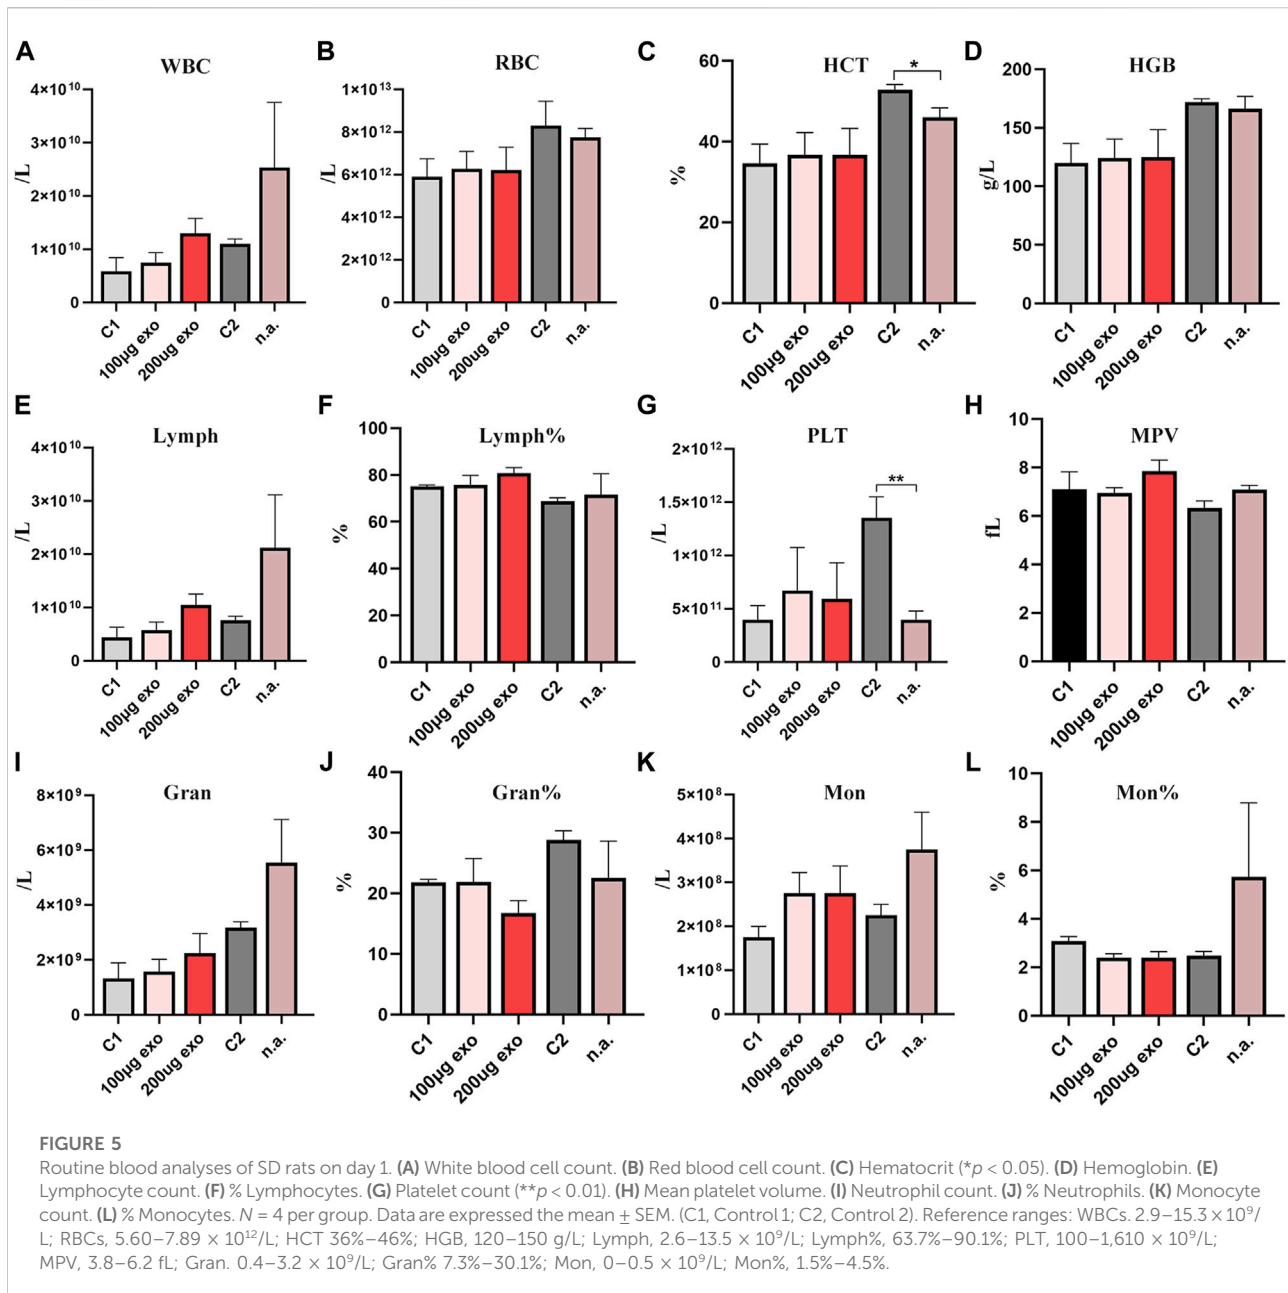 A
WBC
4×10¹⁰
3×10¹⁰
2×10¹⁰
1×10¹⁰
0
/L
C1
100μg exo
200ug exo
C2
n.a.
B
RBC
1×10¹³
8×10¹²
6×10¹²
4×10¹²
2×10¹²
0
/L
C1
100μg exo
200ug exo
C2
n.a.
C
HCT
*
60
40
20
0
%
C1
100μg exo
200ug exo
C2
n.a.
D
HGB
200
150
100
50
0
g/L
C1
100μg exo
200ug exo
C2
n.a.
E
Lymph
4×10¹⁰
3×10¹⁰
2×10¹⁰
1×10¹⁰
0
/L
C1
100μg exo
200ug exo
C2
n.a.
F
Lymph%
100
80
60
40
20
0
%
C1
100μg exo
200ug exo
C2
n.a.
G
PLT
**
2×10¹²
1.5×10¹²
1×10¹²
5×10¹¹
0
/L
C1
100μg exo
200ug exo
C2
n.a.
H
MPV
10
8
6
4
2
0
fL
C1
100μg exo
200ug exo
C2
n.a.
I
Gran
8×10⁹
6×10⁹
4×10⁹
2×10⁹
0
/L
C1
100μg exo
200ug exo
C2
n.a.
J
Gran%
40
30
20
10
0
%
C1
100μg exo
200ug exo
C2
n.a.
K
Mon
5×10⁸
4×10⁸
3×10⁸
2×10⁸
1×10⁸
0
/L
C1
100μg exo
200ug exo
C2
n.a.
L
Mon%
10
8
6
4
2
0
%
C1
100μg exo
200ug exo
C2
n.a.
FIGURE 5
Routine blood analyses of SD rats on day 1. (A) White blood cell count. (B) Red blood cell count. (C) Hematocrit (*p < 0.05). (D) Hemoglobin. (E)
Lymphocyte count. (F) % Lymphocytes. (G) Platelet count (**p < 0.01). (H) Mean platelet volume. (I) Neutrophil count. (J) % Neutrophils. (K) Monocyte
count. (L) % Monocytes. N = 4 per group. Data are expressed the mean ± SEM. (C1, Control 1; C2, Control 2). Reference ranges: WBCs. 2.9–15.3 × 10⁹/
L; RBCs, 5.60–7.89 × 10¹²/L; HCT 36%–46%; HGB, 120–150 g/L; Lymph, 2.6–13.5 × 10⁹/L; Lymph%, 63.7%–90.1%; PLT, 100–1,610 × 10⁹/L;
MPV, 3.8–6.2 fL; Gran. 0.4–3.2 × 10⁹/L; Gran% 7.3%–30.1%; Mon, 0–0.5 × 10⁹/L; Mon%, 1.5%–4.5%.